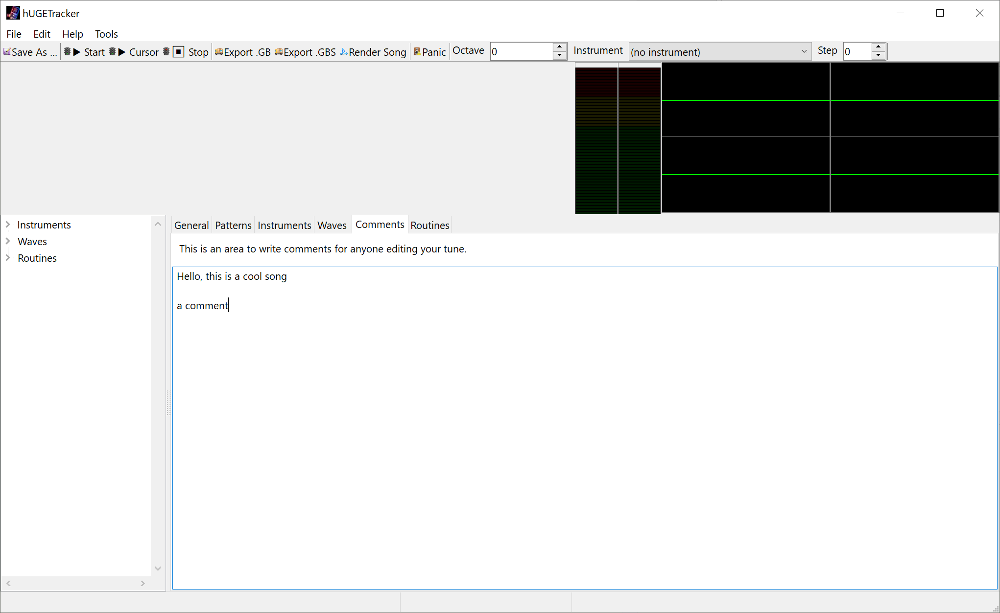 hUGETracker
File Edit Help Tools
Save As ... Start Cursor Stop Export .GB Export .GBS Render Song Panic Octave 0 Instrument (no instrument) Step 0
Instruments
Waves
Routines
General Patterns Instruments Waves Comments Routines
This is an area to write comments for anyone editing your tune.
Hello, this is a cool song
a comment